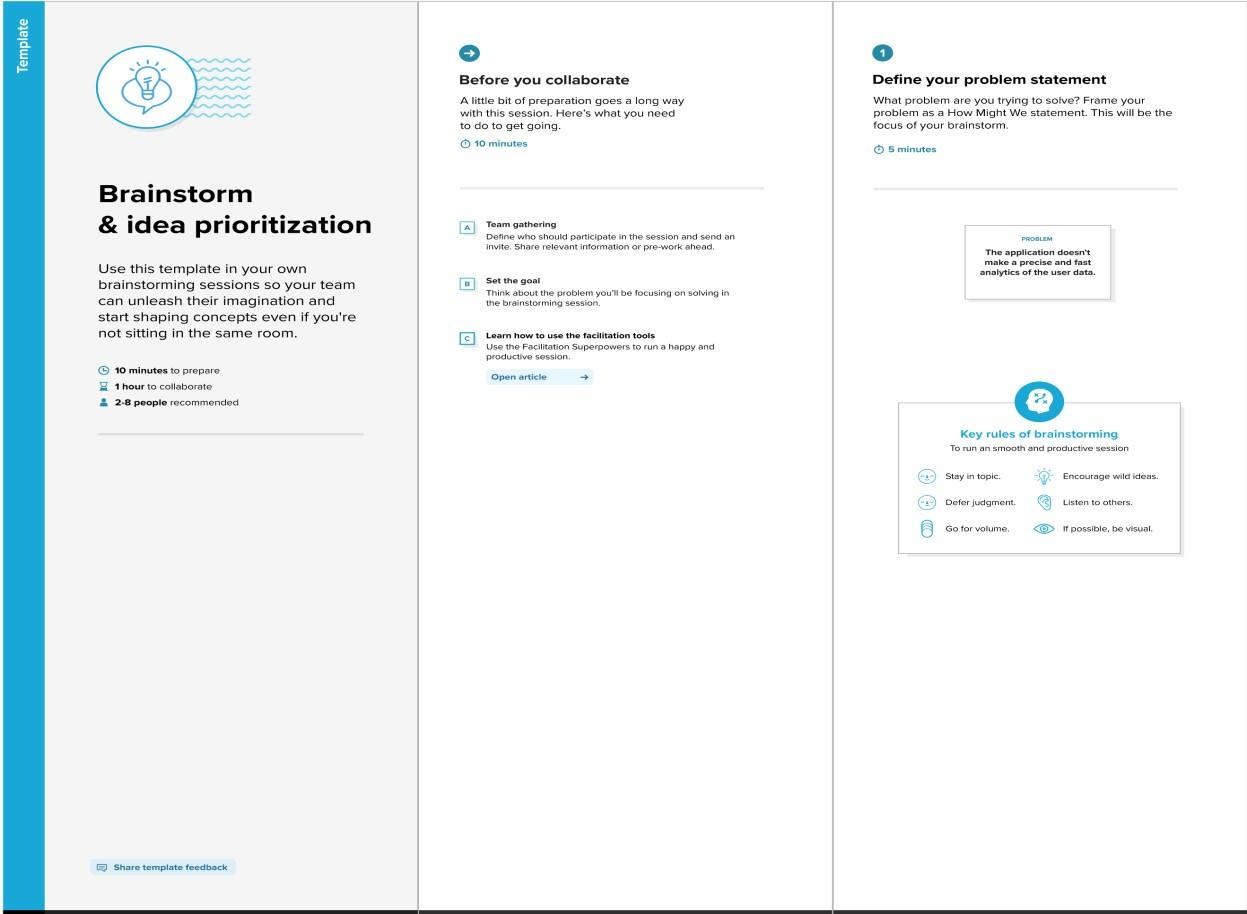 Template
Brainstorm
& idea prioritization
Use this template in your own
brainstorming sessions so your team
can unleash their imagination and
start shaping concepts even if you're
not sitting in the same room.
10 minutes to prepare
1 hour to collaborate
2-8 people recommended
Share template feedback
Before you collaborate
A little bit of preparation goes a long way
with this session. Here's what you need
to do to get going.
10 minutes
A
Team gathering
Define who should participate in the session and send an
invite. Share relevant information or pre-work ahead.
B
Set the goal
Think about the problem you'll be focusing on solving in
the brainstorming session.
C
Learn how to use the facilitation tools
Use the Facilitation Superpowers to run a happy and
productive session.
Open article
1
Define your problem statement
What problem are you trying to solve? Frame your
problem as a How Might We statement. This will be the
focus of your brainstorm.
5 minutes
PROBLEM
The application doesn't
make a precise and fast
analytics of the user data.
Key rules of brainstorming
To run an smooth and productive session
Stay in topic.
Encourage wild ideas.
Defer judgment.
Listen to others.
Go for volume.
If possible, be visual.